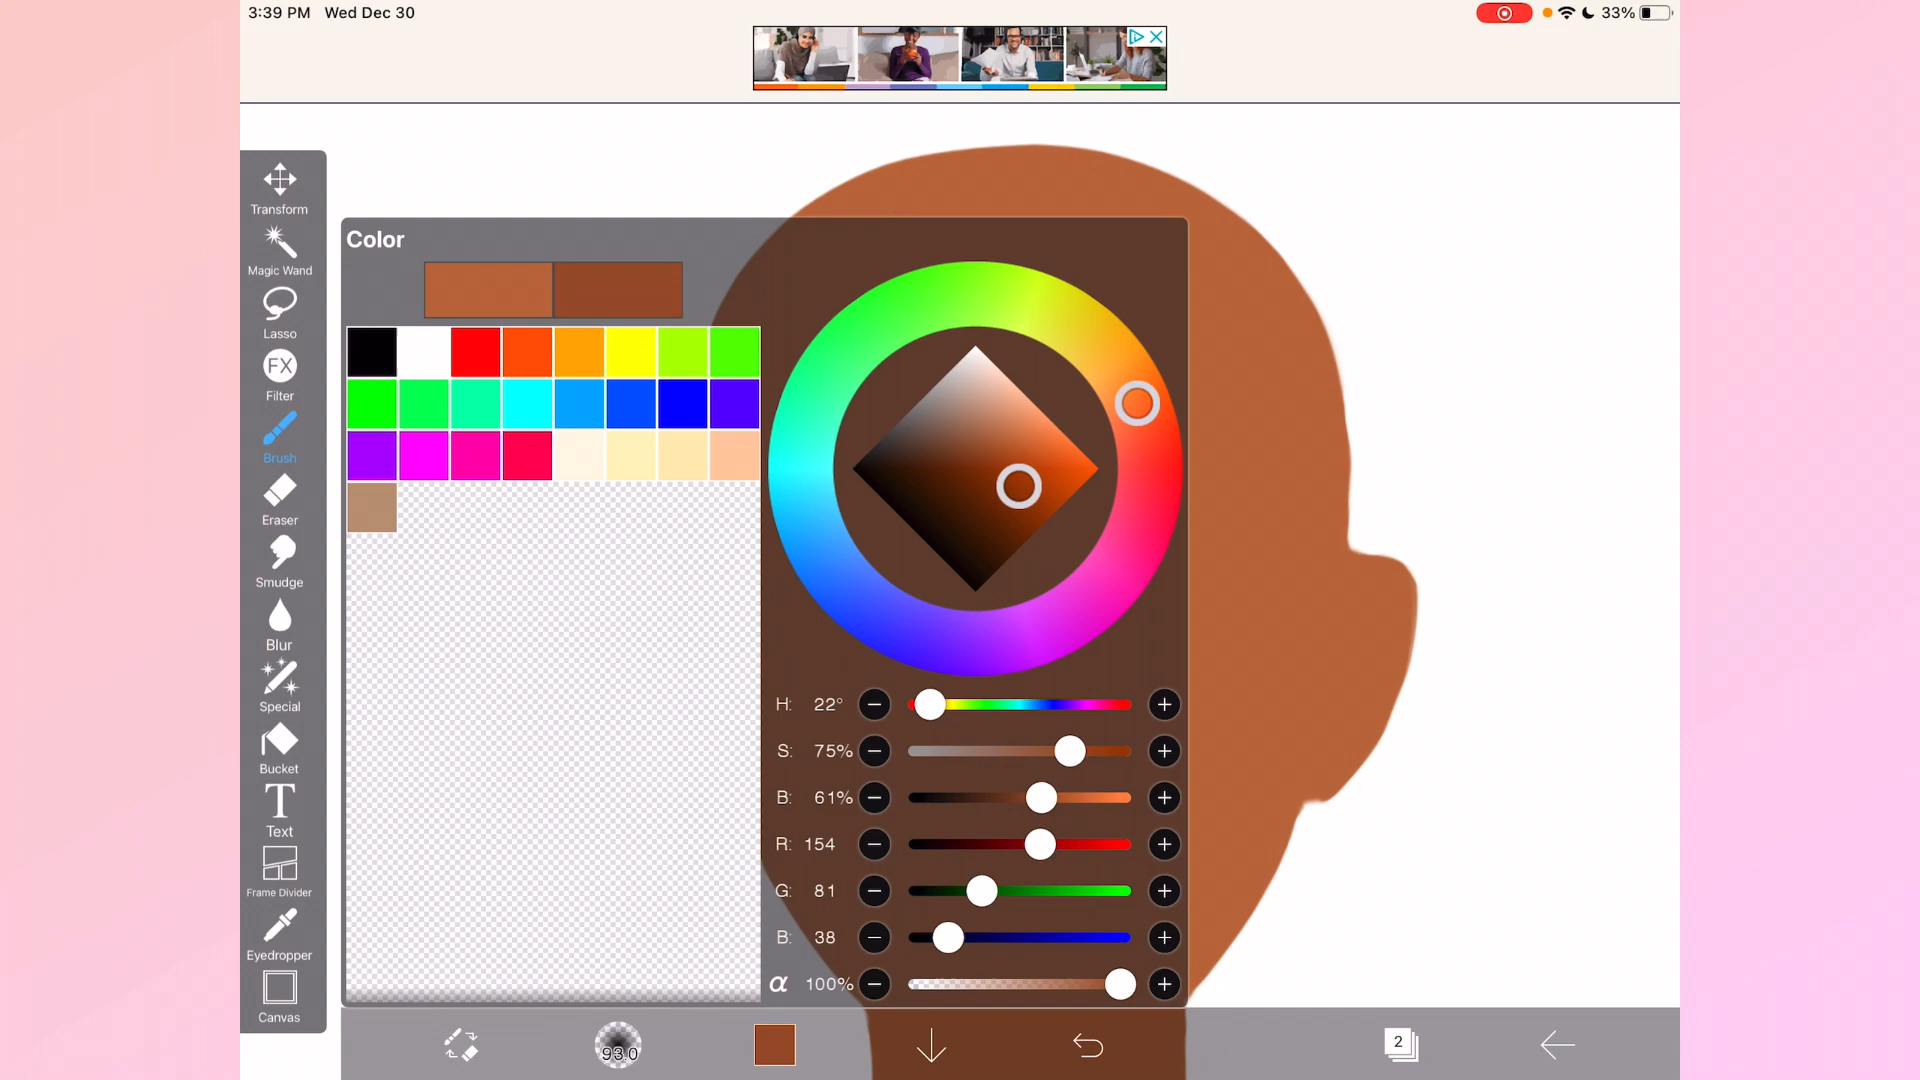 3:39 PM Wed Dec 30
33%
Transform
Magic Wand
Lasso
FX
Filter
Brush
Eraser
Smudge
Blur
Special
Bucket
T
Text
Frame Divider
Eyedropper
Canvas
Color
H: 22°
S: 75%
B: 61%
R: 154
G: 81
B: 38
α 100%
93.0
2